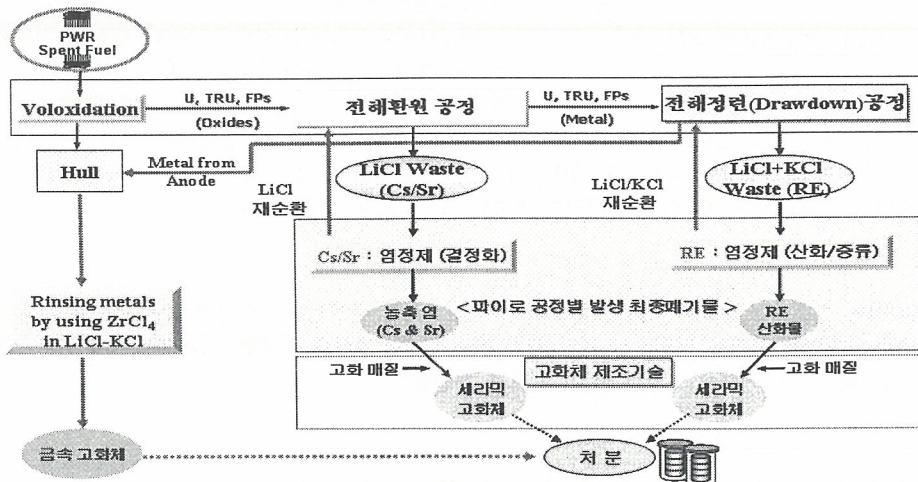 PWR
Spent Fuel
Voloxidation
U, TRU, FPs
(Oxides)
전해환원 공정
U, TRU, FPs
(Metal)
전해정련(Drawdown)공정
Hull
Metal from
Anode
LiCl
재순환
LiCl Waste
(Cs/Sr)
LiCl/KCl
재순환
LiCl+KCl
Waste (RE)
Cs/Sr : 염정제 (결정화)
RE : 염정제 (산화/증류)
Rinsing metals
by using ZrCl4
in LiCl-KCl
농축 염
(Cs & Sr)
<파이로 공정별 발생 최종폐기물 >
RE
산화물
고화 매질
고화체 제조기술
고화 매질
세라믹
고화체
세라믹
고화체
금속 고화체
처 분